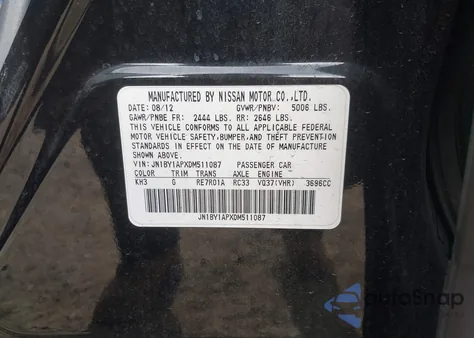 MANUFACTURED BY NISSAN MOTOR CO.,LTD.
DATE: 08/12 GVWR/PNBV: 5006 LBS.
GAWR/PNBE FR: 2444 LBS. RR: 2646 LBS.
THIS VEHICLE CONFORMS TO ALL APPLICABLE FEDERAL
MOTOR VEHICLE SAFETY,BUMPER,AND THEFT PREVENTION
STANDARDS IN EFFECT ON THE DATE OF MANUFACTURE
SHOWN ABOVE.
VIN: JN1BY1APXDM511087 PASSENGER CAR
COLOR TRIM TRANS AXLE ENGINE
KH3 G RE7R01A RC33 VQ37(VHR) 3696CC
JN1BY1APXDM511087
autoSnap